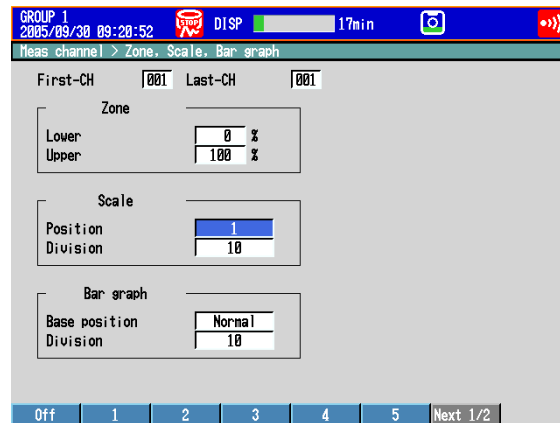 GROUP 1
2005/09/30 09:20:52
STOP
DISP
17min
Meas channel > Zone, Scale, Bar graph
First-CH 001 Last-CH 001
Zone
Lower 0 %
Upper 100 %
Scale
Position 1
Division 10
Bar graph
Base position Normal
Division 10
Off 1 2 3 4 5 Next 1/2